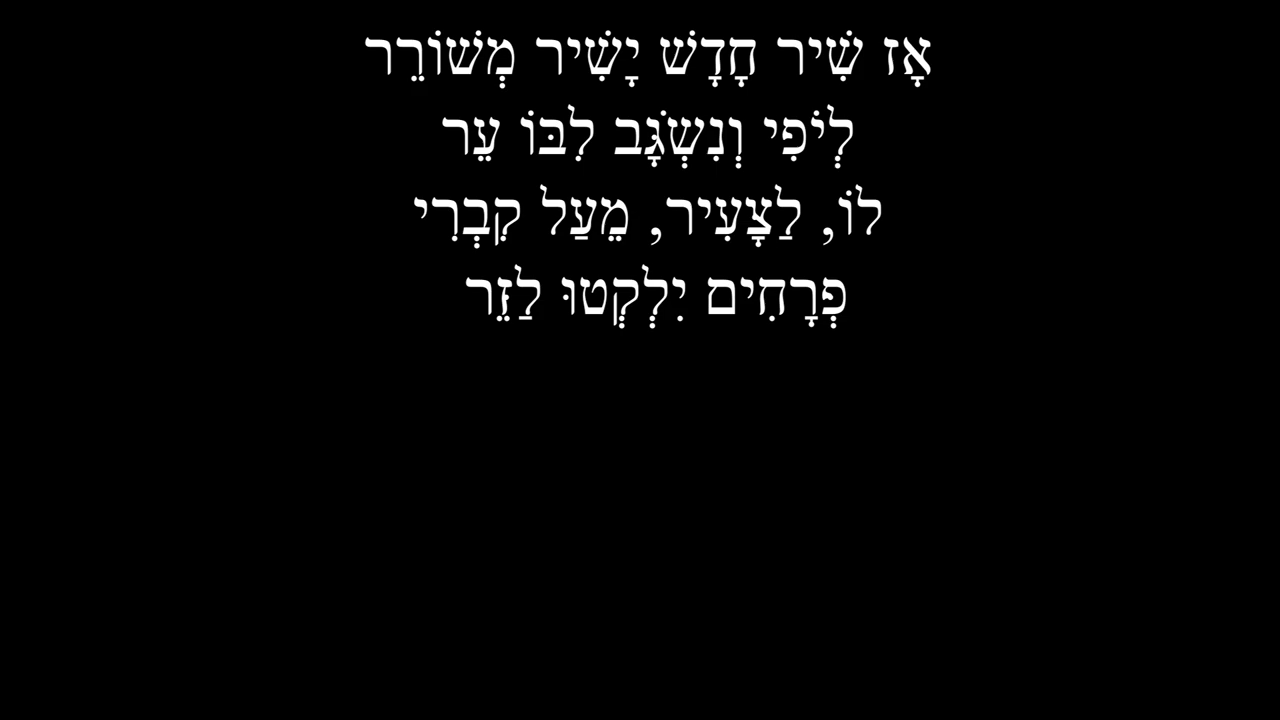 אָז שִׁיר חָדָשׁ יָשִׁיר מְשׁוֹרֵר
לְיֹפִי וְנִשְׂגָּב לִבּוֹ עֵר
לוֹ, לַצָּעִיר, מֵעַל קִבְרִי
פְּרָחִים יִלְקְטוּ לַזֵּר